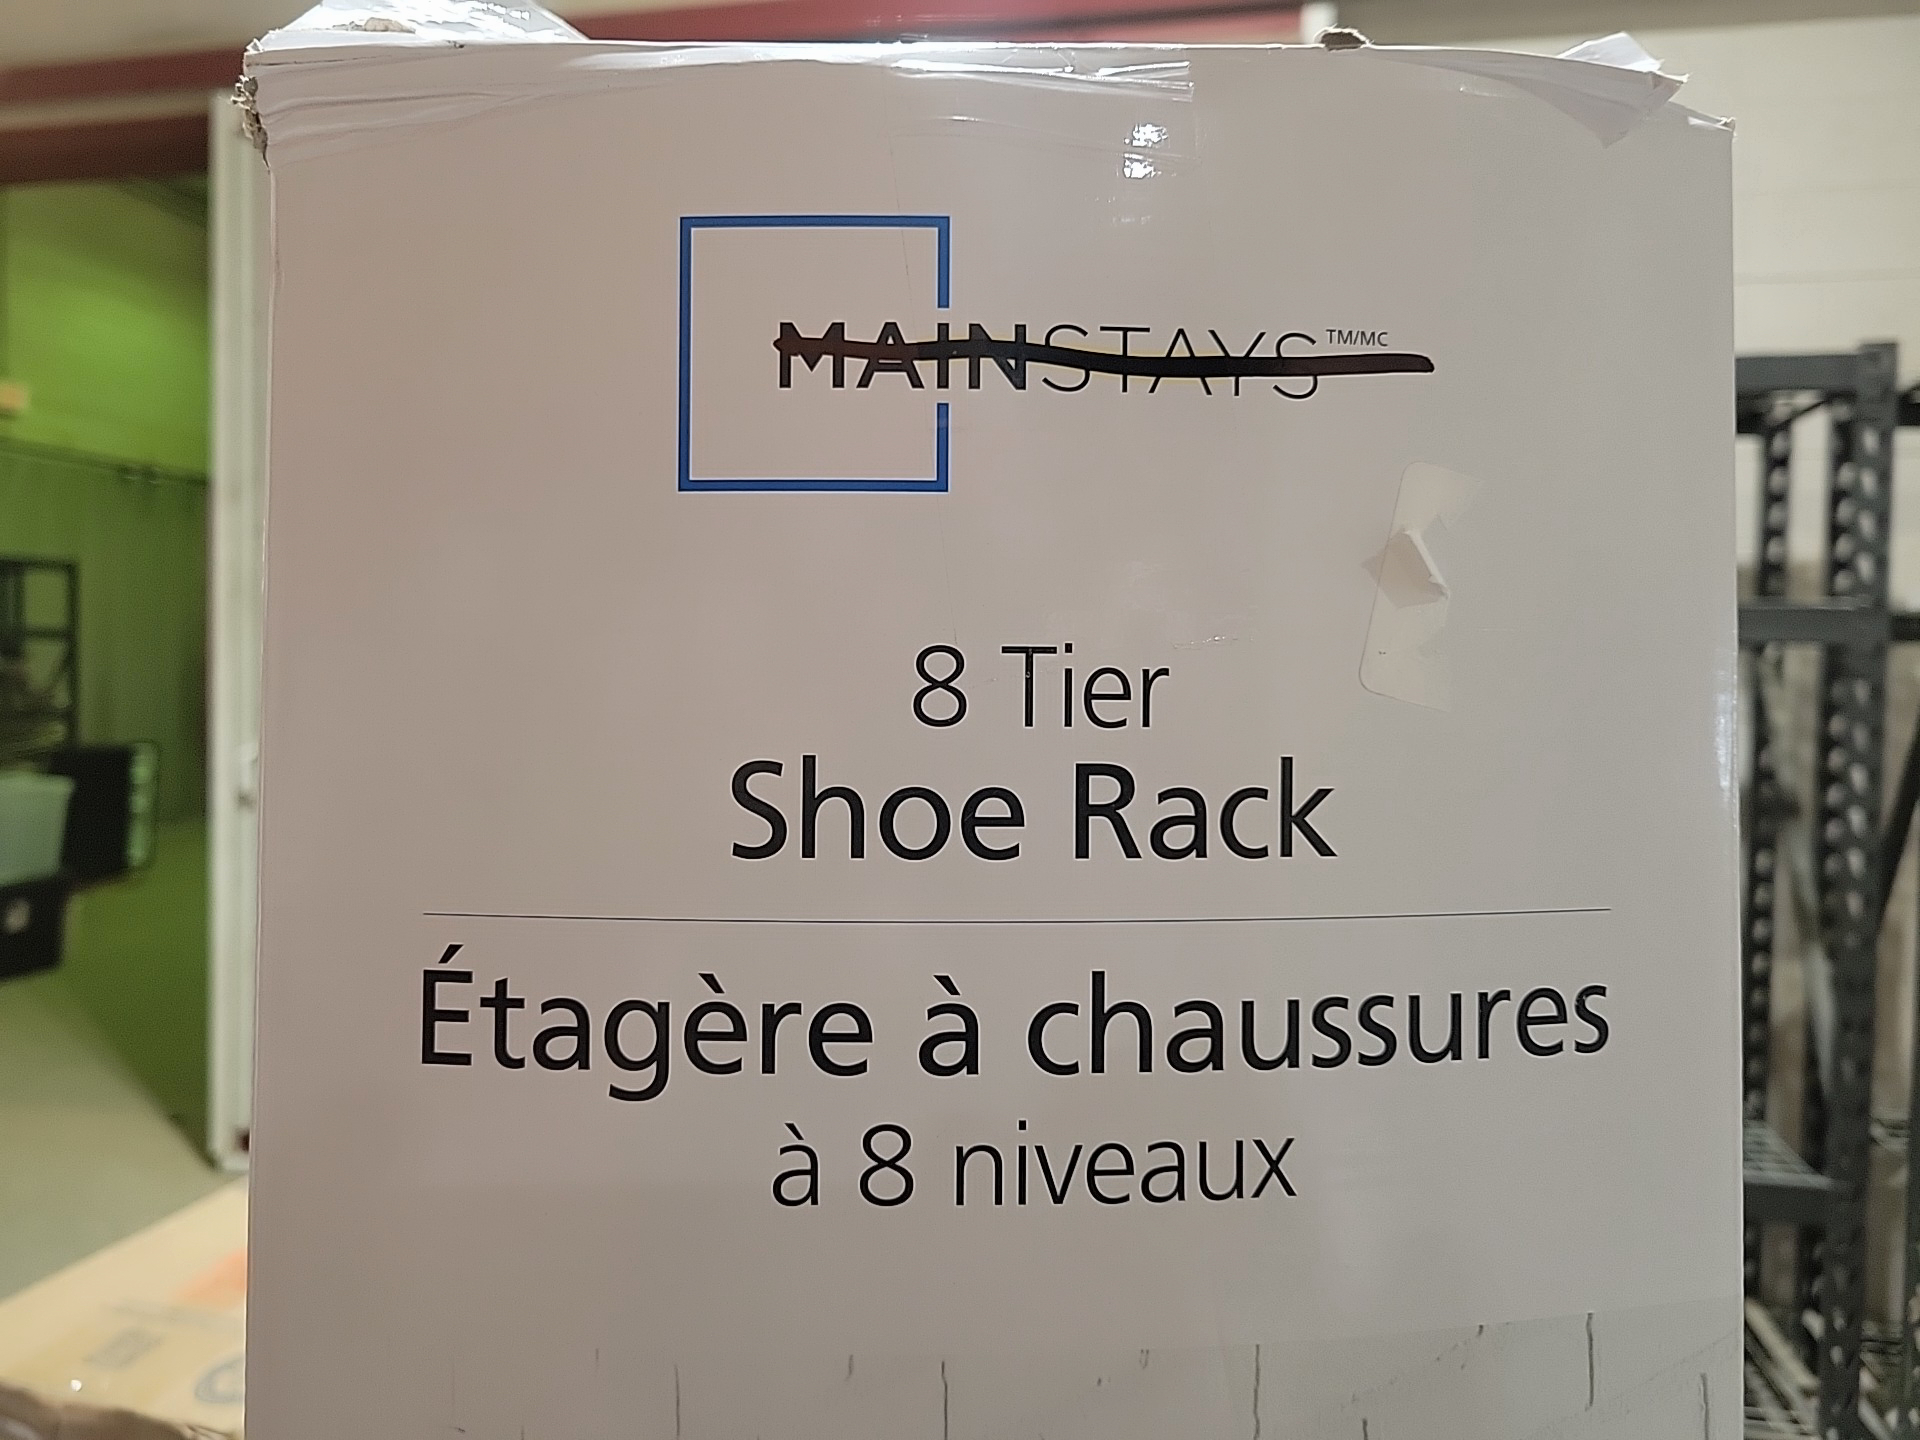 MAINSTAYS TM/MC
8 Tier
Shoe Rack
Étagère à chaussures
à 8 niveaux